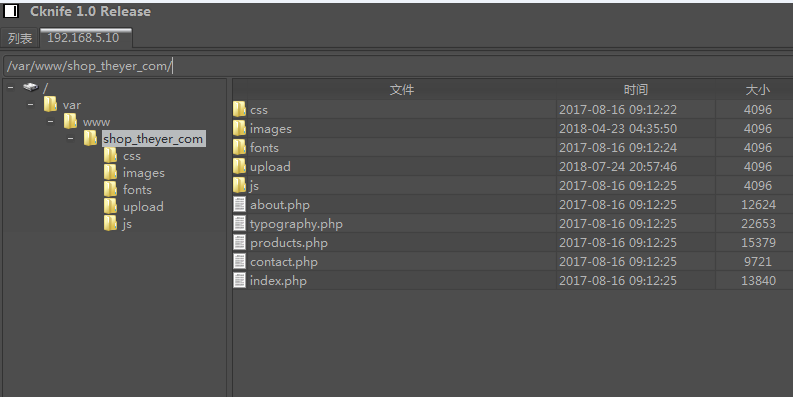 Cknife 1.0 Release
列表 192.168.5.10
/var/www/shop_theyer_com/
/
var
www
shop_theyer_com
css
images
fonts
upload
js
文件 时间 大小
css 2017-08-16 09:12:22 4096
images 2018-04-23 04:35:50 4096
fonts 2017-08-16 09:12:24 4096
upload 2018-07-24 20:57:46 4096
js 2017-08-16 09:12:25 4096
about.php 2017-08-16 09:12:25 12624
typography.php 2017-08-16 09:12:25 22653
products.php 2017-08-16 09:12:25 15379
contact.php 2017-08-16 09:12:25 9721
index.php 2017-08-16 09:12:25 13840